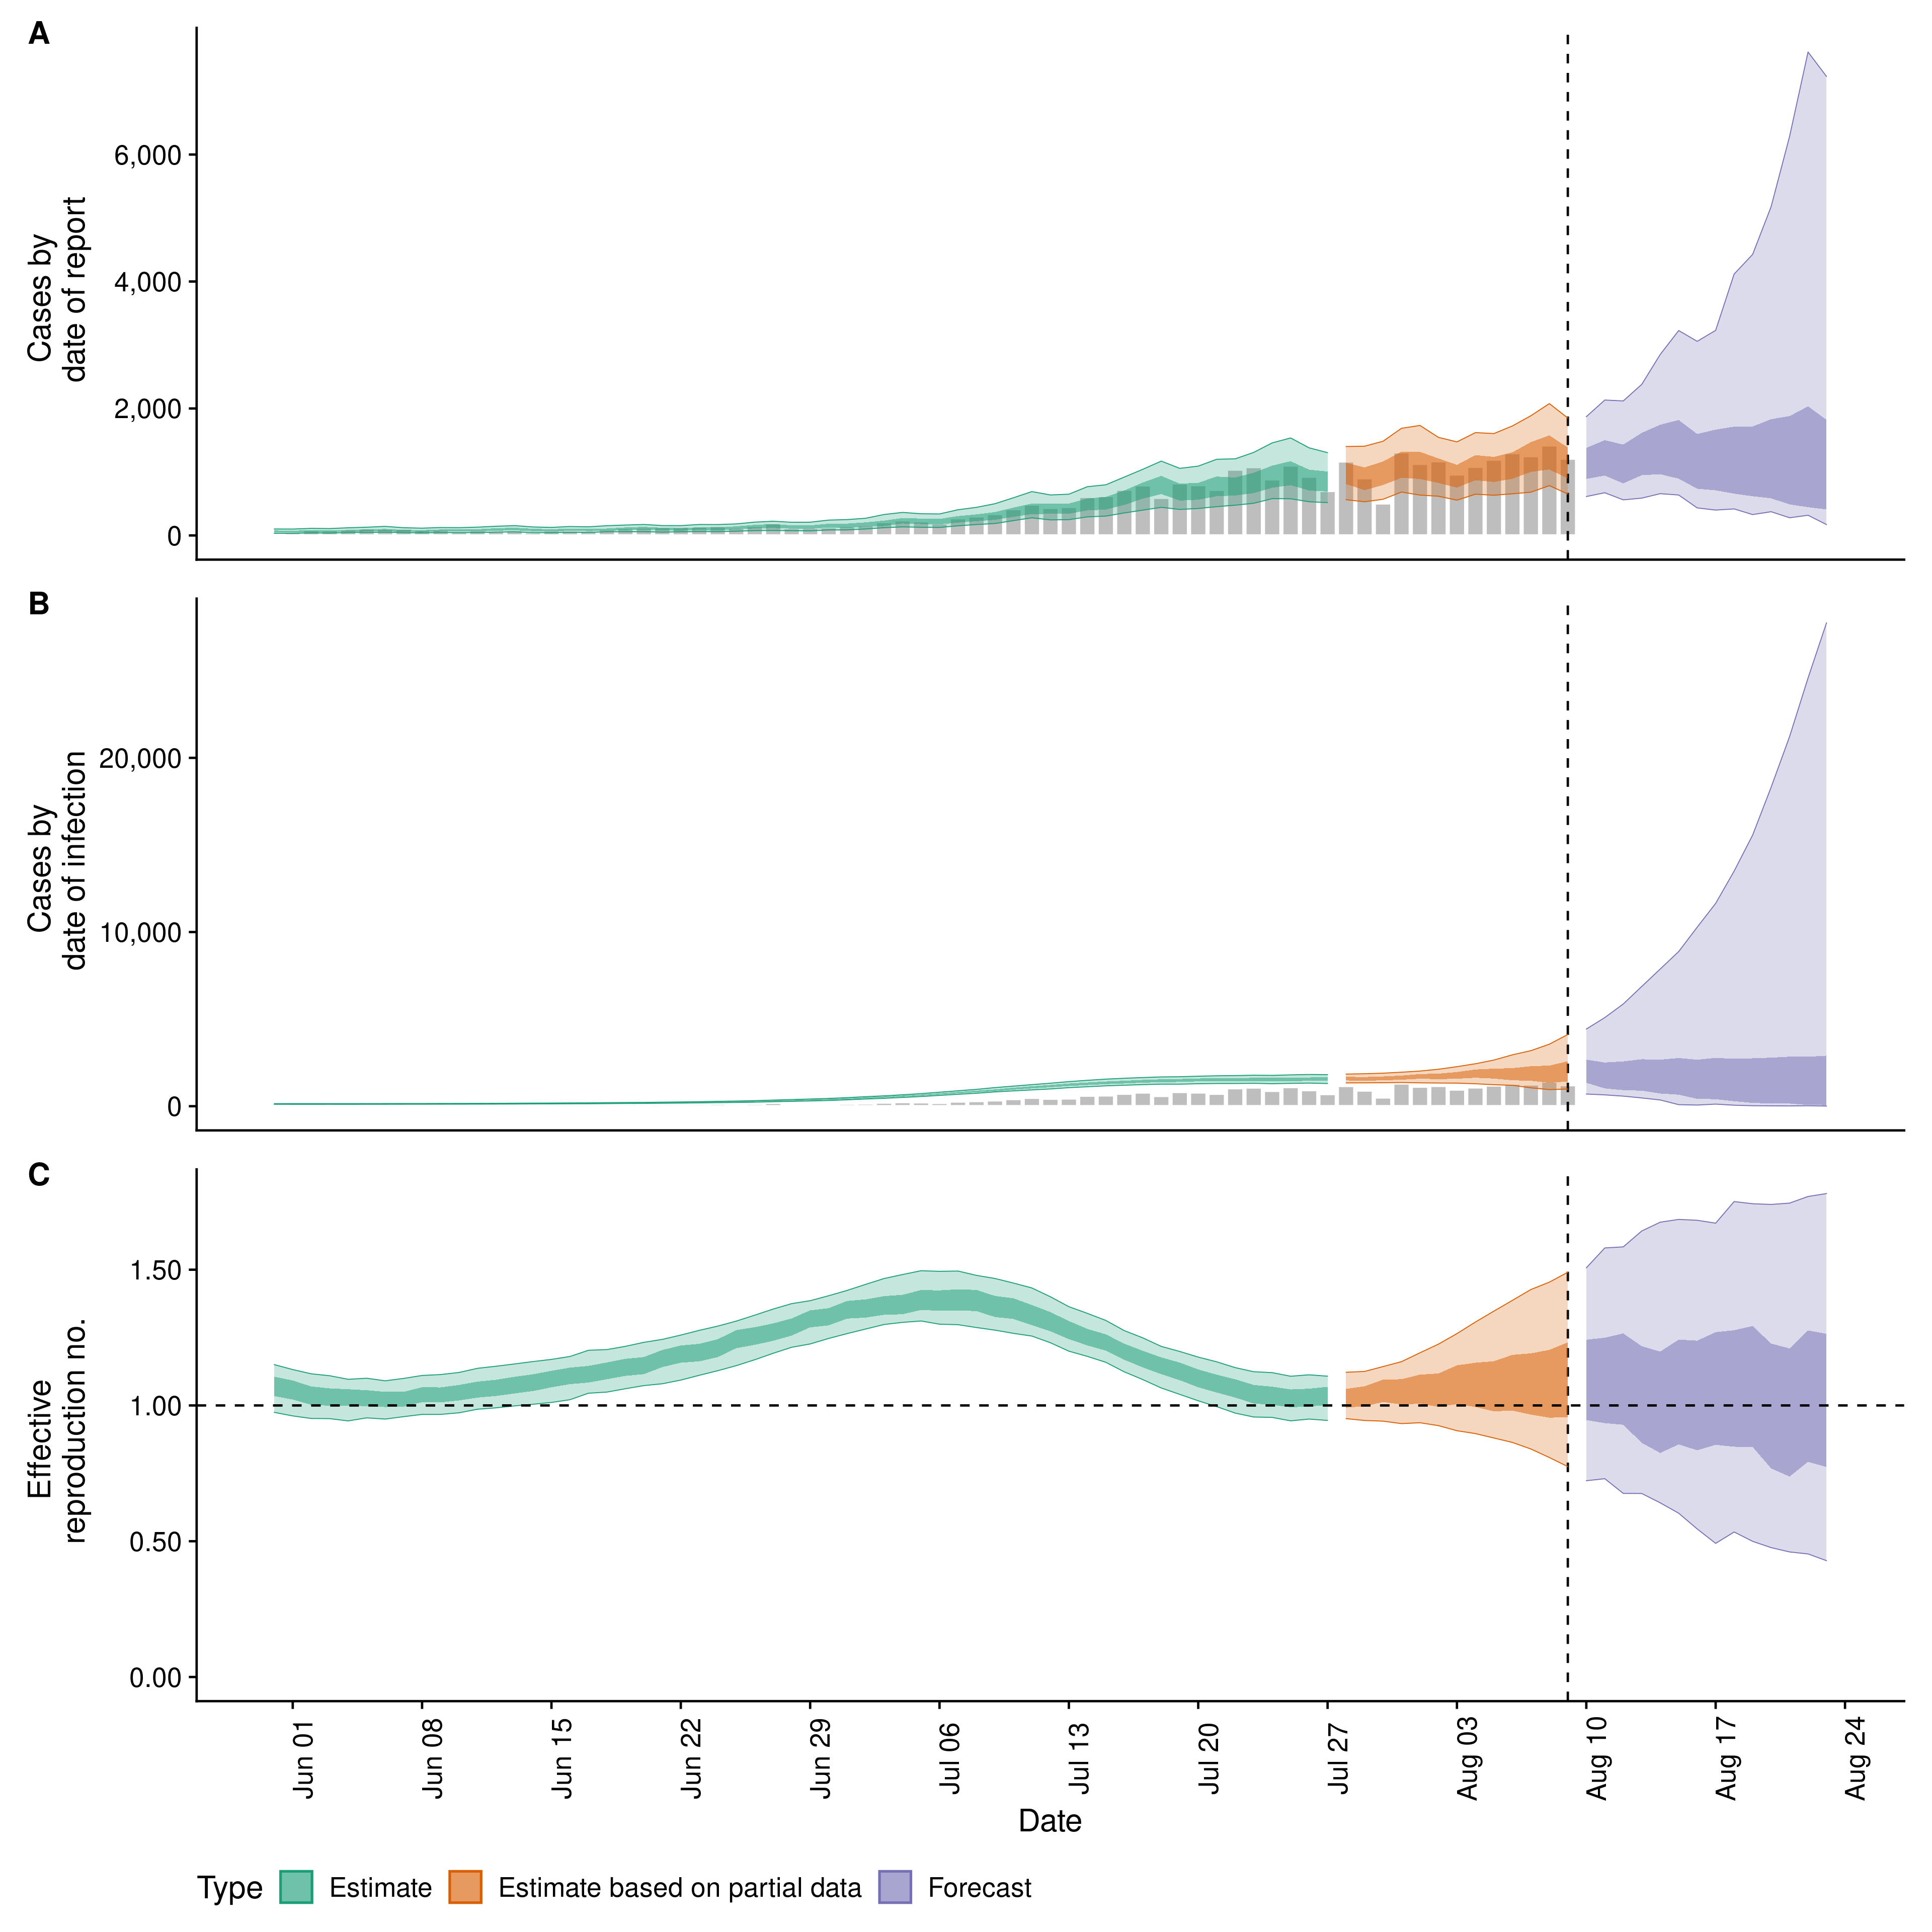 A
Cases by
date of report
6,000
4,000
2,000
0
B
Cases by
date of infection
20,000
10,000
0
C
Effective
reproduction no.
1.50
1.00
0.50
0.00
Jun 01
Jun 08
Jun 15
Jun 22
Jun 29
Jul 06
Jul 13
Jul 20
Jul 27
Aug 03
Aug 10
Aug 17
Aug 24
Date
Type Estimate Estimate based on partial data Forecast